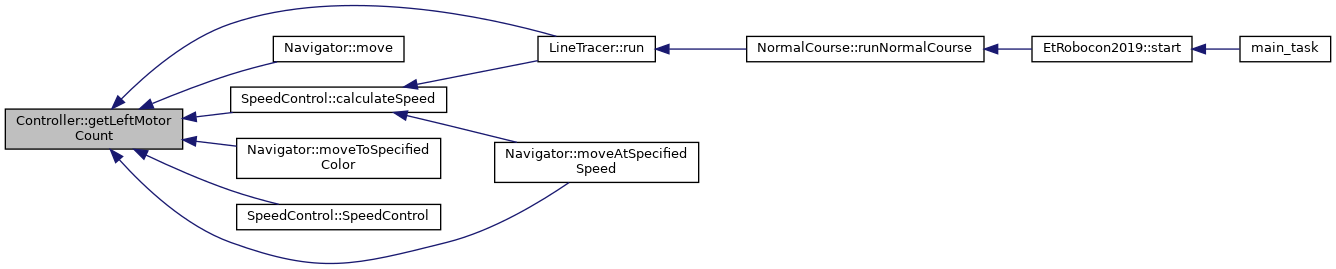 Controller::getLeftMotor
Count
Navigator::move
SpeedControl::calculateSpeed
Navigator::moveToSpecified
Color
SpeedControl::SpeedControl
LineTracer::run
Navigator::moveAtSpecified
Speed
NormalCourse::runNormalCourse
EtRobocon2019::start
main_task